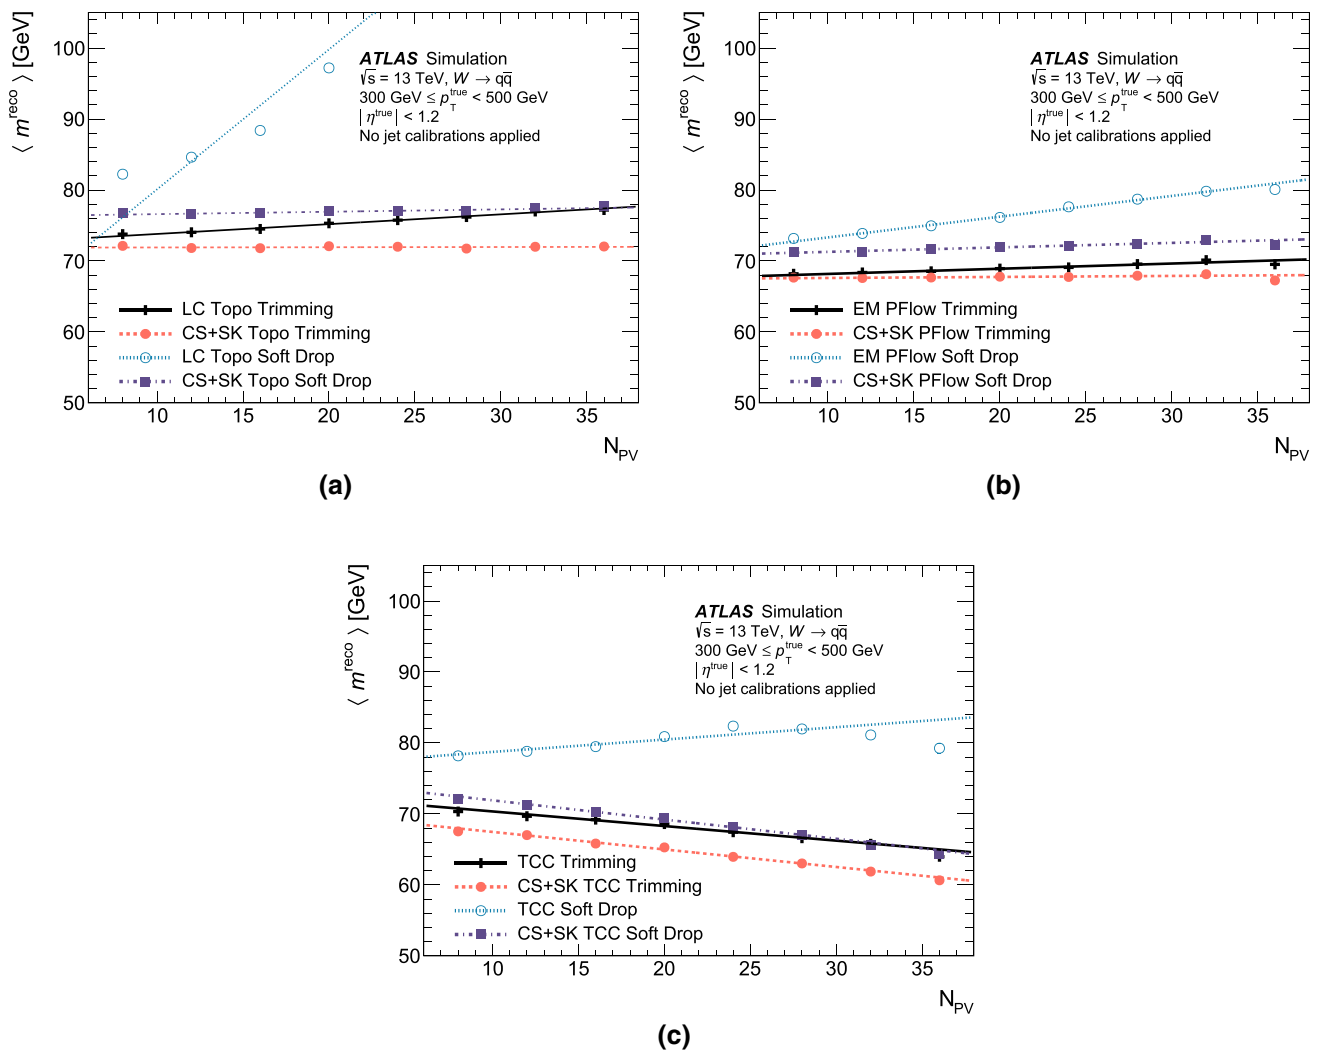 ⟨ m^reco ⟩ [GeV]
100
90
80
70
60
50
ATLAS Simulation
√s = 13 TeV, W → qq̅
300 GeV ≤ p_T^true < 500 GeV
|η^true| < 1.2
No jet calibrations applied
LC Topo Trimming
CS+SK Topo Trimming
LC Topo Soft Drop
CS+SK Topo Soft Drop
10 15 20 25 30 35
N_PV
(a)
⟨ m^reco ⟩ [GeV]
100
90
80
70
60
50
ATLAS Simulation
√s = 13 TeV, W → qq̅
300 GeV ≤ p_T^true < 500 GeV
|η^true| < 1.2
No jet calibrations applied
EM PFlow Trimming
CS+SK PFlow Trimming
EM PFlow Soft Drop
CS+SK PFlow Soft Drop
10 15 20 25 30 35
N_PV
(b)
⟨ m^reco ⟩ [GeV]
100
90
80
70
60
50
ATLAS Simulation
√s = 13 TeV, W → qq̅
300 GeV ≤ p_T^true < 500 GeV
|η^true| < 1.2
No jet calibrations applied
TCC Trimming
CS+SK TCC Trimming
TCC Soft Drop
CS+SK TCC Soft Drop
10 15 20 25 30 35
N_PV
(c)